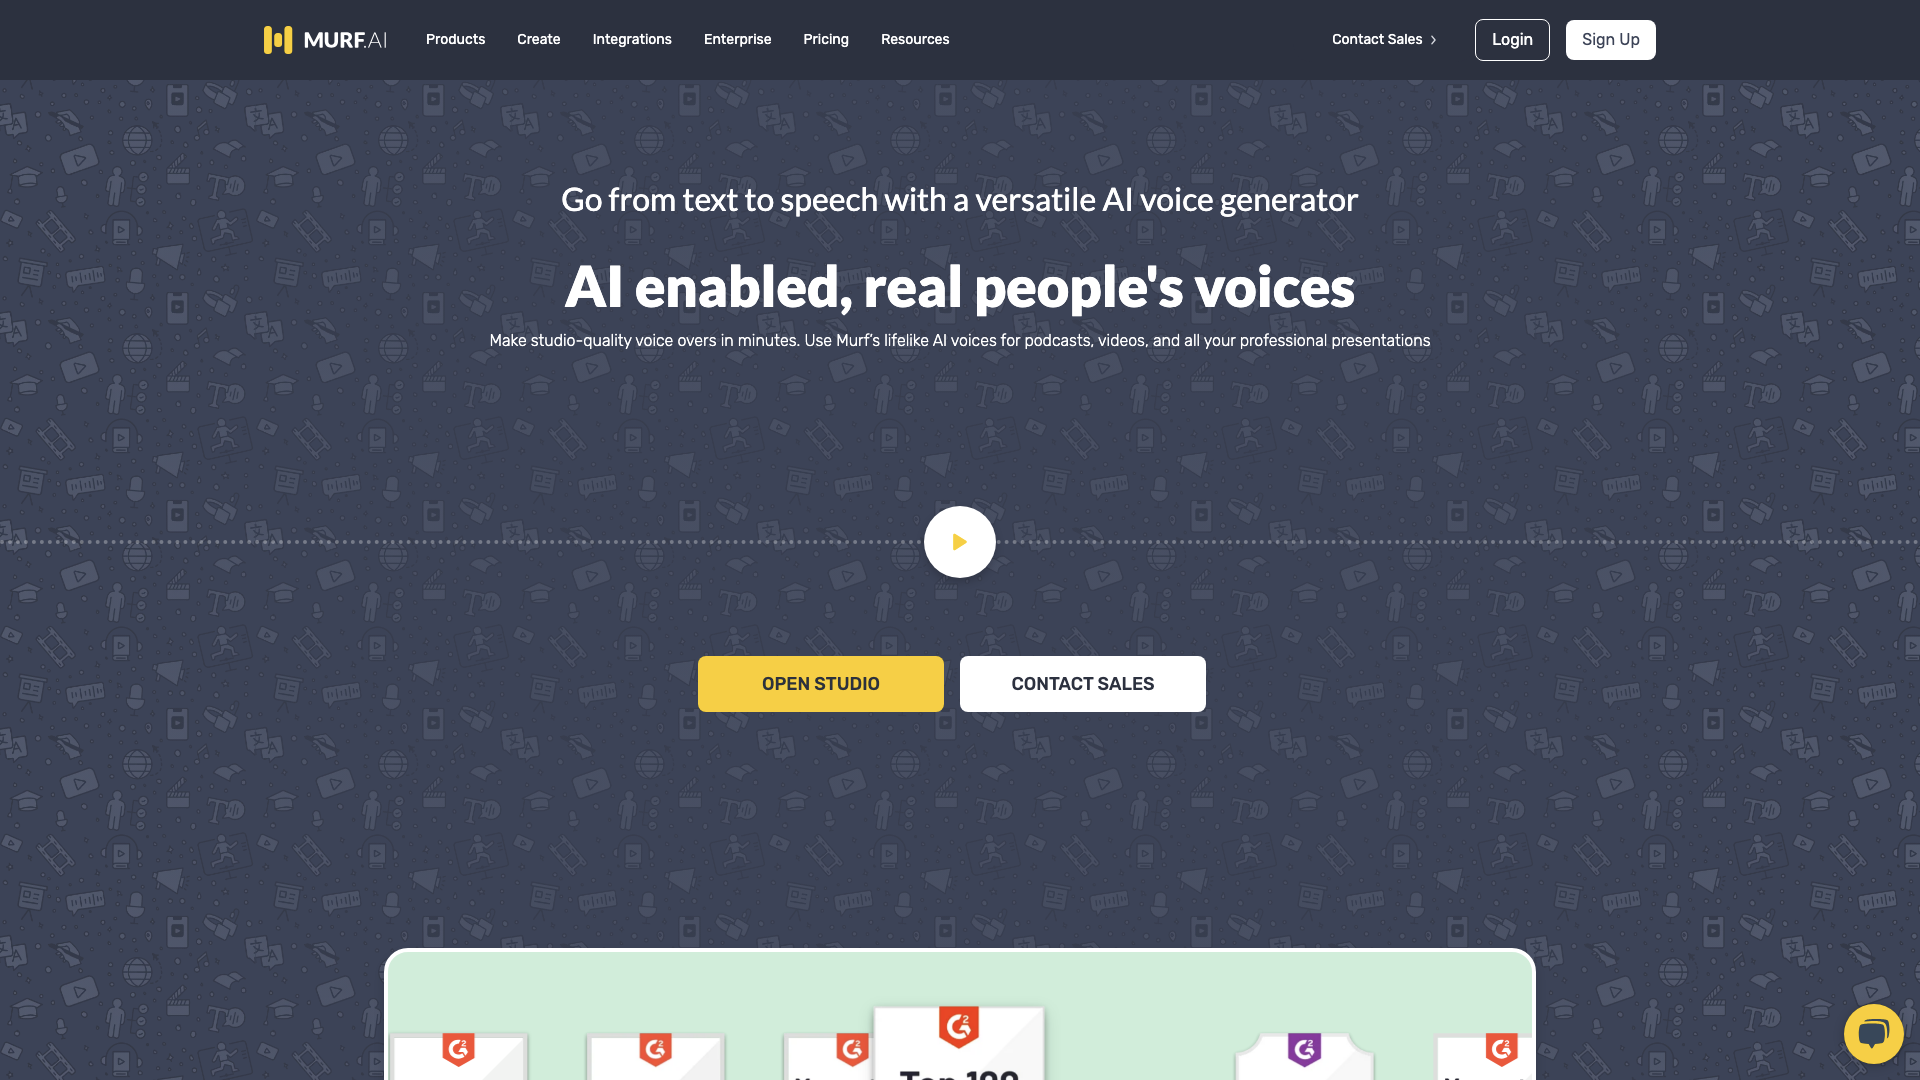 MURF.AI
Products
Create
Integrations
Enterprise
Pricing
Resources
Contact Sales
Login
Sign Up
Go from text to speech with a versatile AI voice generator
AI enabled, real people's voices
Make studio-quality voice overs in minutes. Use Murf's lifelike AI voices for podcasts, videos, and all your professional presentations
OPEN STUDIO
CONTACT SALES
Top 100